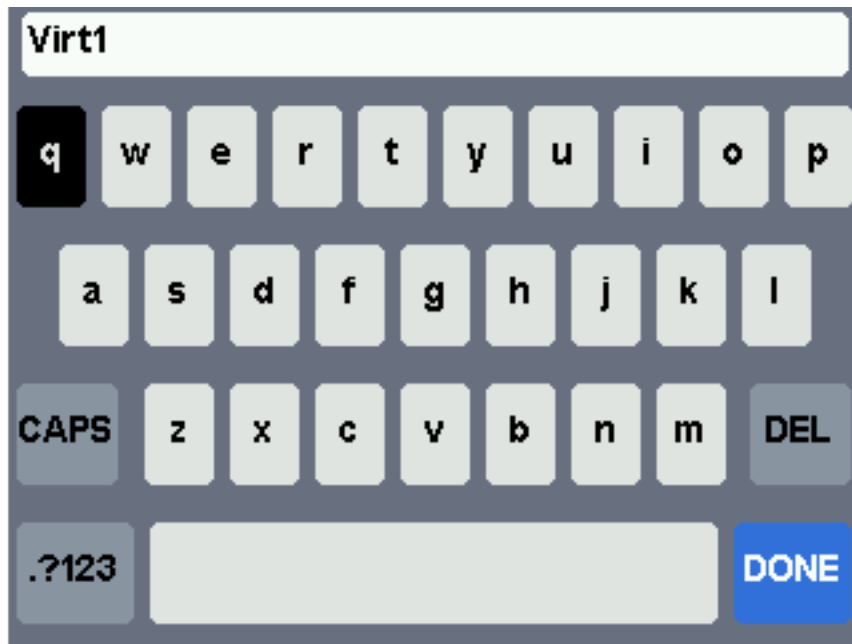 Virt1
q w e r t y u i o p
a s d f g h j k l
CAPS z x c v b n m DEL
.?123 DONE